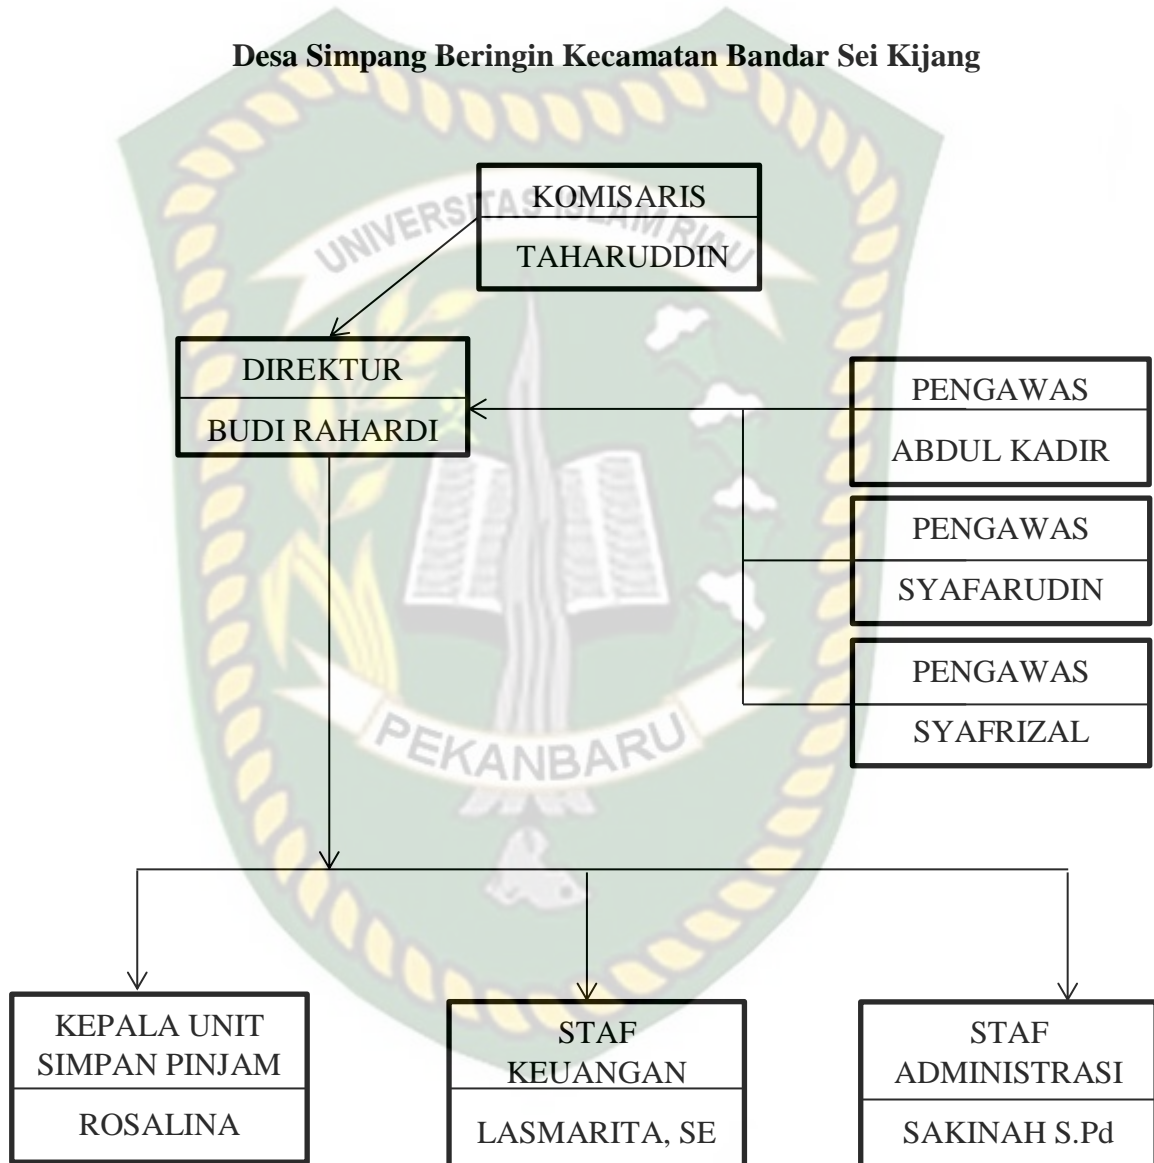 Desa Simpang Beringin Kecamatan Bandar Sei Kijang
UNIVERSITAS ISLAM RIAU
KOMISARIS
TAHARUDDIN
DIREKTUR
BUDI RAHARDI
PENGAWAS
ABDUL KADIR
PENGAWAS
SYAFARUDIN
PENGAWAS
SYAFRIZAL
PEKANBARU
KEPALA UNIT
SIMPAN PINJAM
ROSALINA
STAF
KEUANGAN
LASMARITA, SE
STAF
ADMINISTRASI
SAKINAH S.Pd